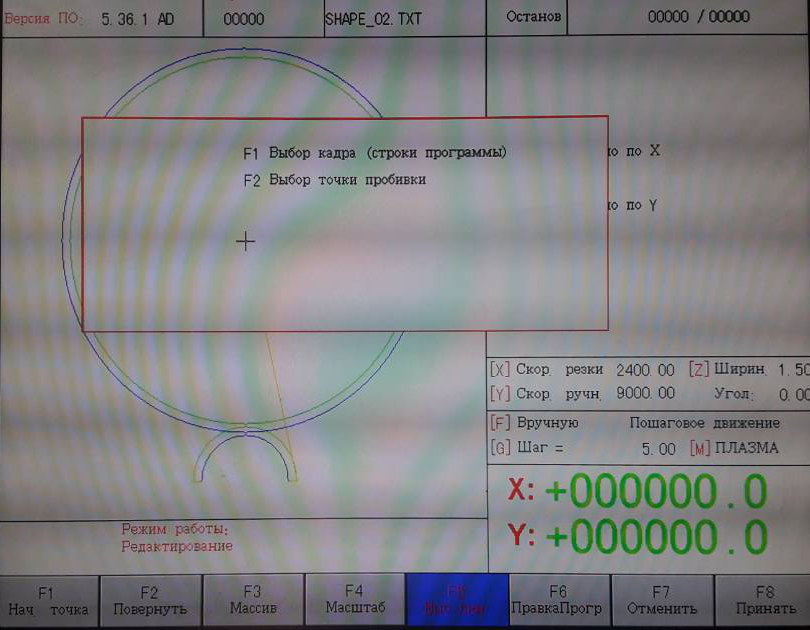 Версия ПО: 5.36.1 AD 00000 SHAPE_02.TXT Останов 00000 / 00000
F1 Выбор кадра (строки программы)
о по X
F2 Выбор точки пробивки
о по Y
[X] Скор. резки 2400.00 [Z] Ширин. 1.50
[Y] Скор. ручн. 9000.00 Угол: 0.00
[F] Вручную Пошаговое движение
[G] Шаг = 5.00 [M] ПЛАЗМА
X: +000000.0
Y: +000000.0
Режим работы:
Редактирование
F1 F2 F3 F4 F5 F6 F7 F8
Нач. точка Повернуть Массив Масштаб ПравкаПрогр Отменить Принять